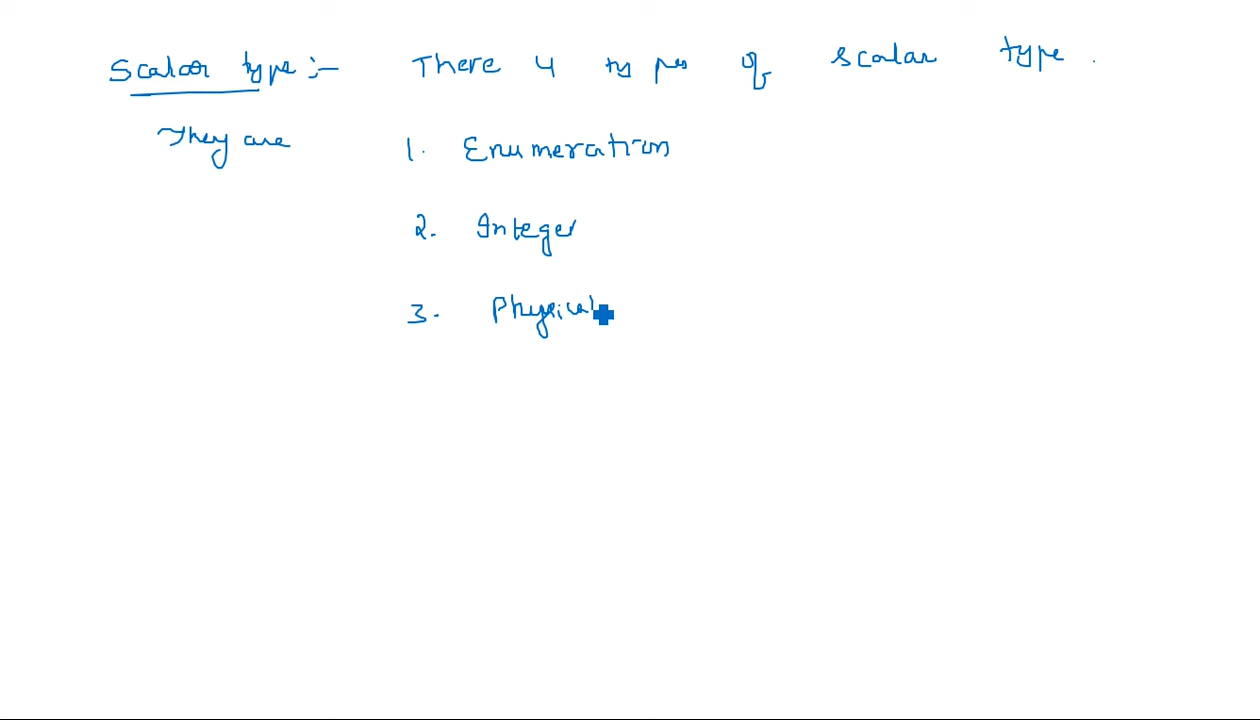 Scalar type :- There 4 types of scalar type.
They are 1. Enumeration
2. Integer
3. Physical